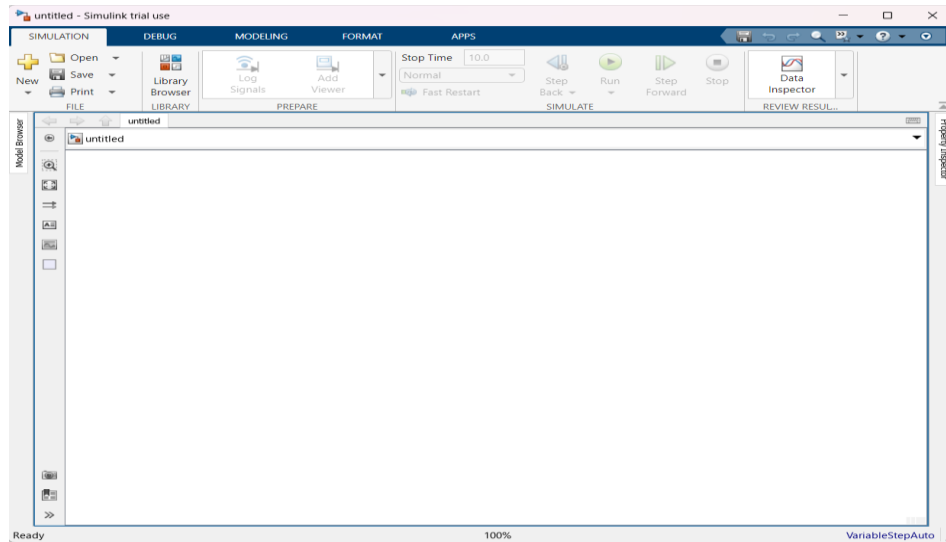 untitled - Simulink trial use
SIMULATION DEBUG MODELING FORMAT APPS
New
Open
Save
Print
FILE
Library
Browser
LIBRARY
Log
Signals
Add
Viewer
PREPARE
Stop Time 10.0
Normal
Fast Restart
Step
Back
Run
Step
Forward
Stop
SIMULATE
Data
Inspector
REVIEW RESUL...
Model Browser
untitled
untitled
Property Inspector
Ready 100% VariableStepAuto